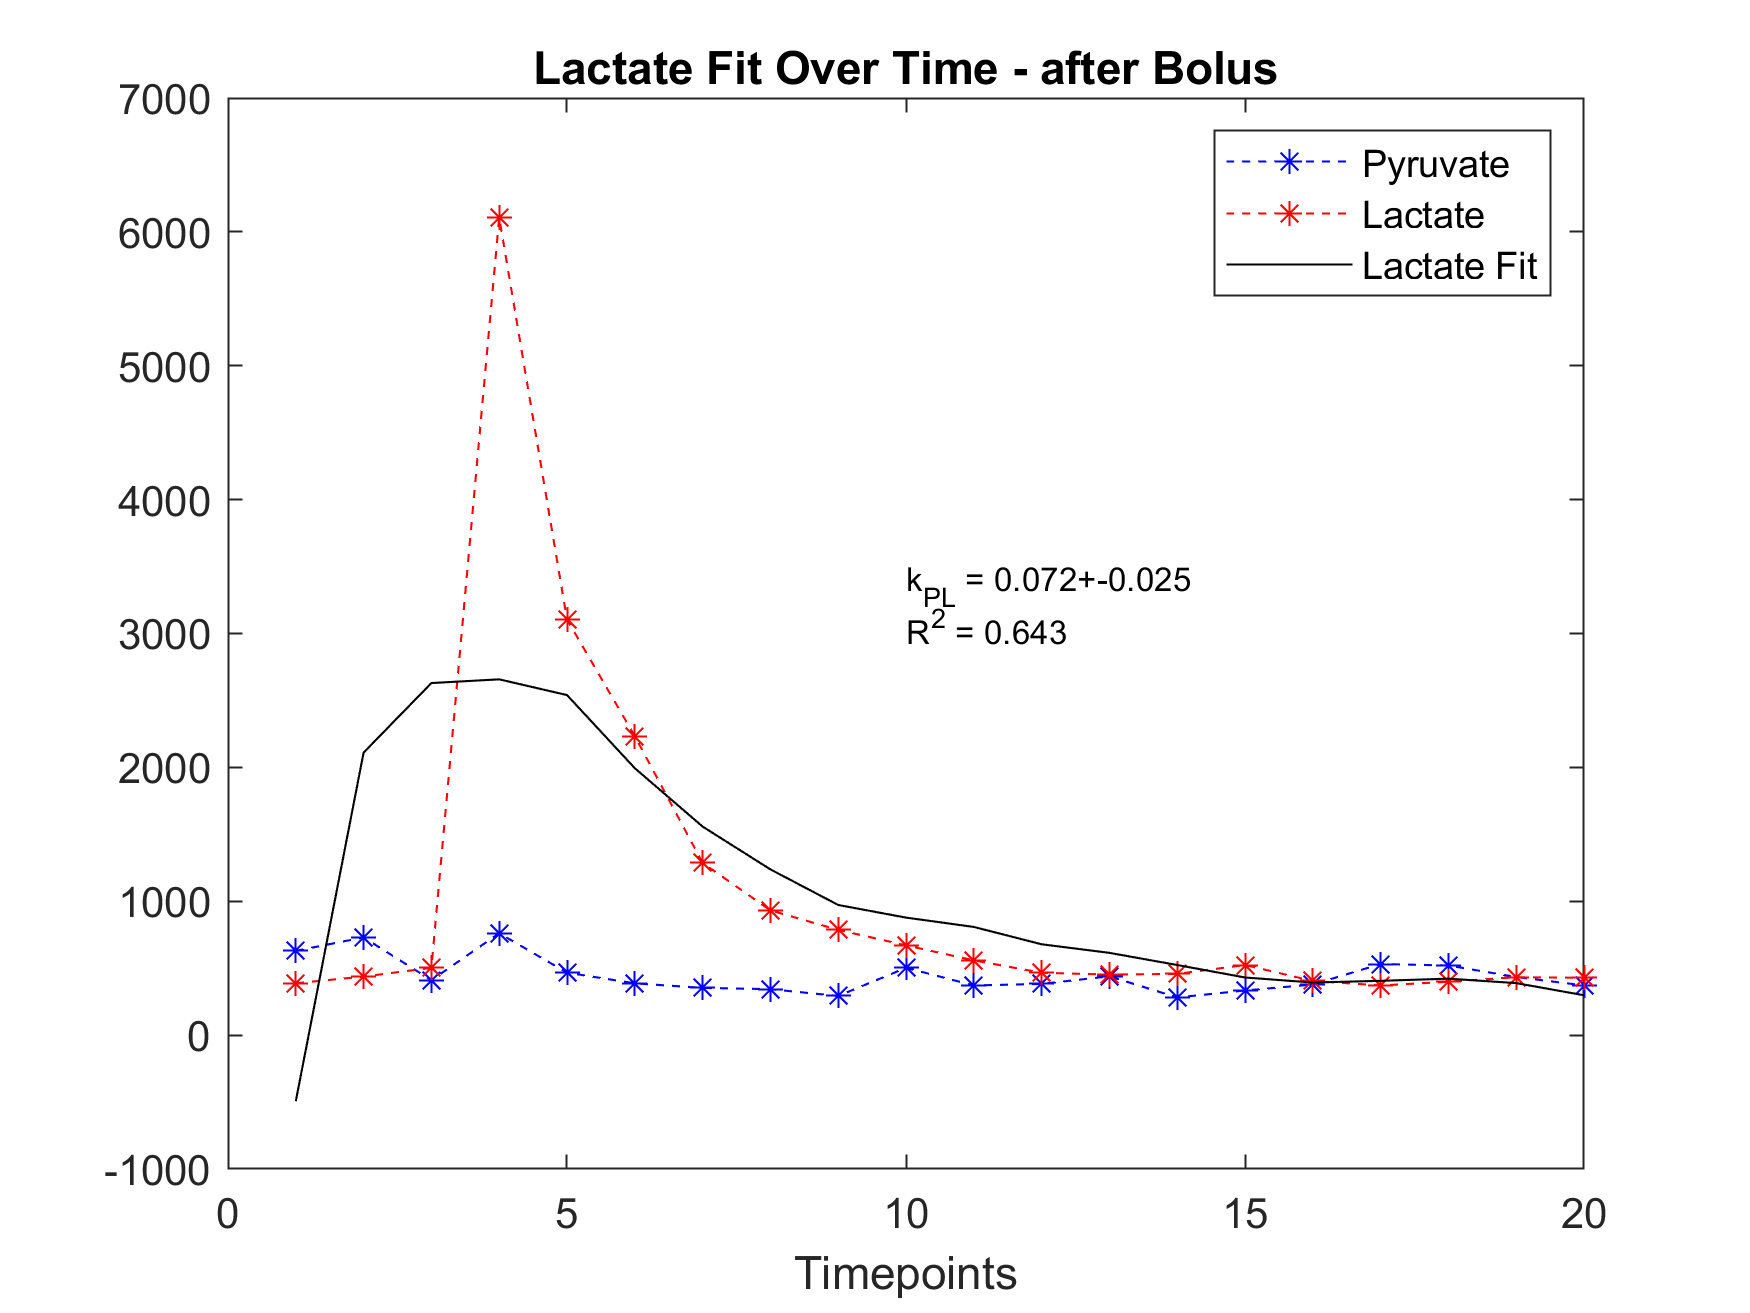 Lactate Fit Over Time - after Bolus
7000
6000
5000
4000
3000
2000
1000
0
-1000
Pyruvate
Lactate
Lactate Fit
kPL = 0.072+-0.025
R2 = 0.643
0 5 10 15 20
Timepoints